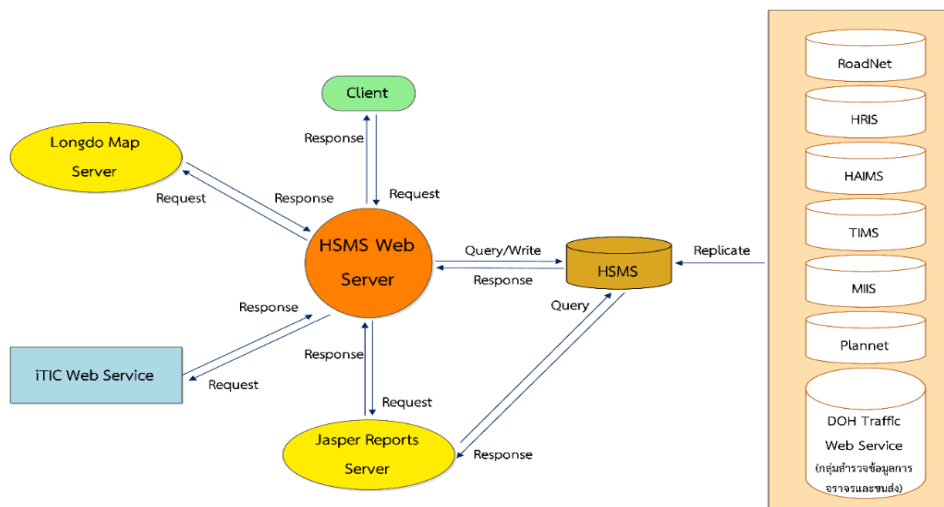 Client
Response
Request
Longdo Map
Server
Request
Response
HSMS Web
Server
Query/Write
Response
HSMS
Replicate
Query
Response
Response
Request
iTIC Web Service
Response
Request
Jasper Reports
Server
RoadNet
HRIS
HAIMS
TIMS
MIIS
Plannet
DOH Traffic
Web Service
(กลุ่มสำรวจข้อมูลการ
จราจรและขนส่ง)